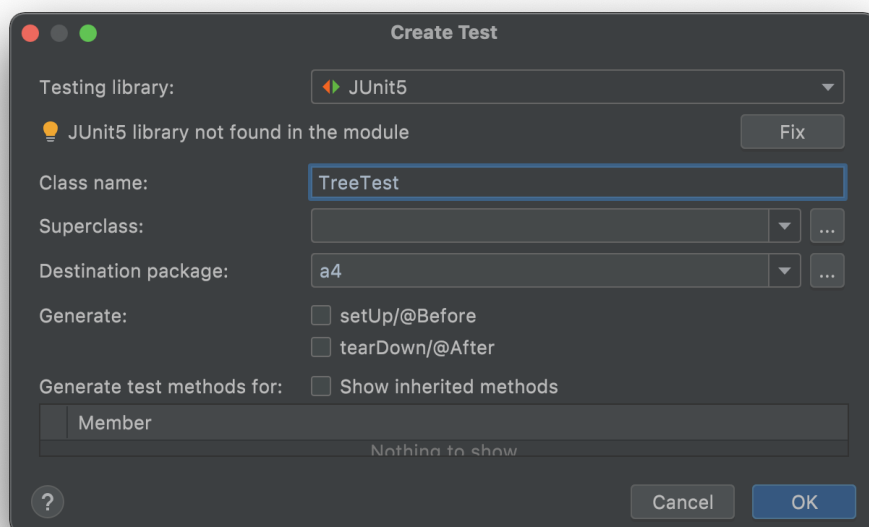 Create Test
Testing library: JUnit5
JUnit5 library not found in the module Fix
Class name: TreeTest
Superclass: ...
Destination package: a4 ...
Generate: setUp/@Before
tearDown/@After
Generate test methods for: Show inherited methods
Member
Nothing to show
? Cancel OK